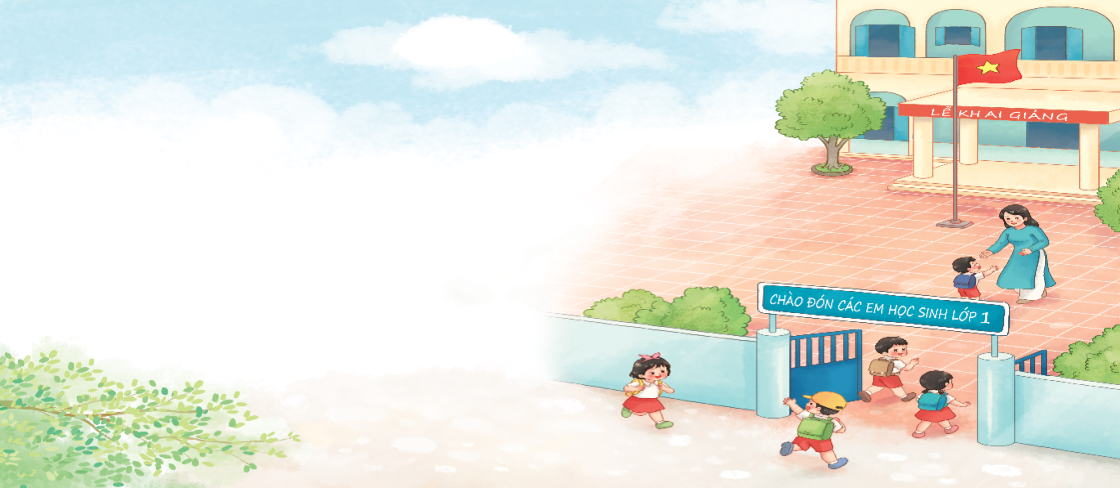 LỄ KHAI GIẢNG
CHÀO ĐÓN CÁC EM HỌC SINH LỚP 1